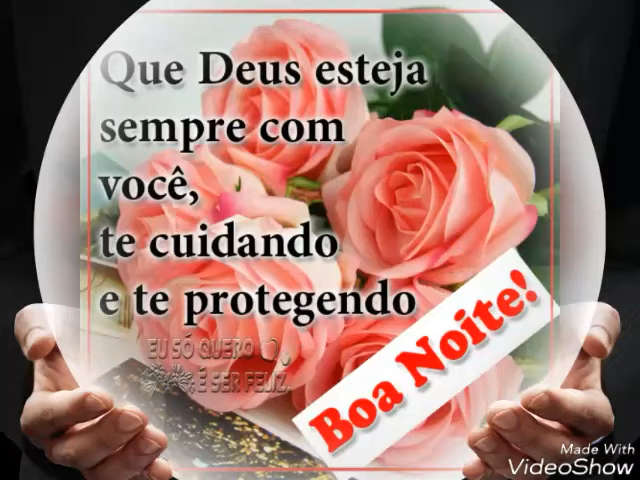 Que Deus esteja
sempre com
você,
te cuidando
e te protegendo
EU SÓ QUERO
É SER FELIZ.
Boa Noite!
Made With
VideoShow